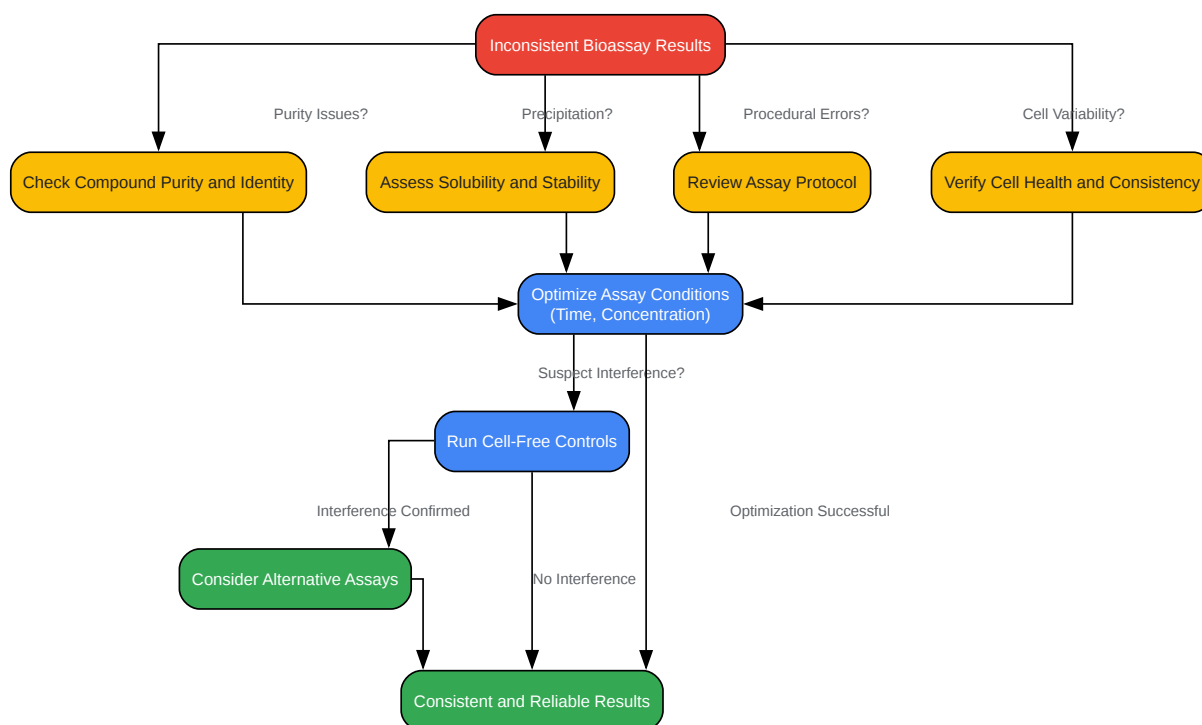 Inconsistent Bioassay Results
Purity Issues?
Precipitation?
Procedural Errors?
Cell Variability?
Check Compound Purity and Identity
Assess Solubility and Stability
Review Assay Protocol
Verify Cell Health and Consistency
Optimize Assay Conditions
(Time, Concentration)
Suspect Interference?
Run Cell-Free Controls
Interference Confirmed
Optimization Successful
Consider Alternative Assays
No Interference
Consistent and Reliable Results